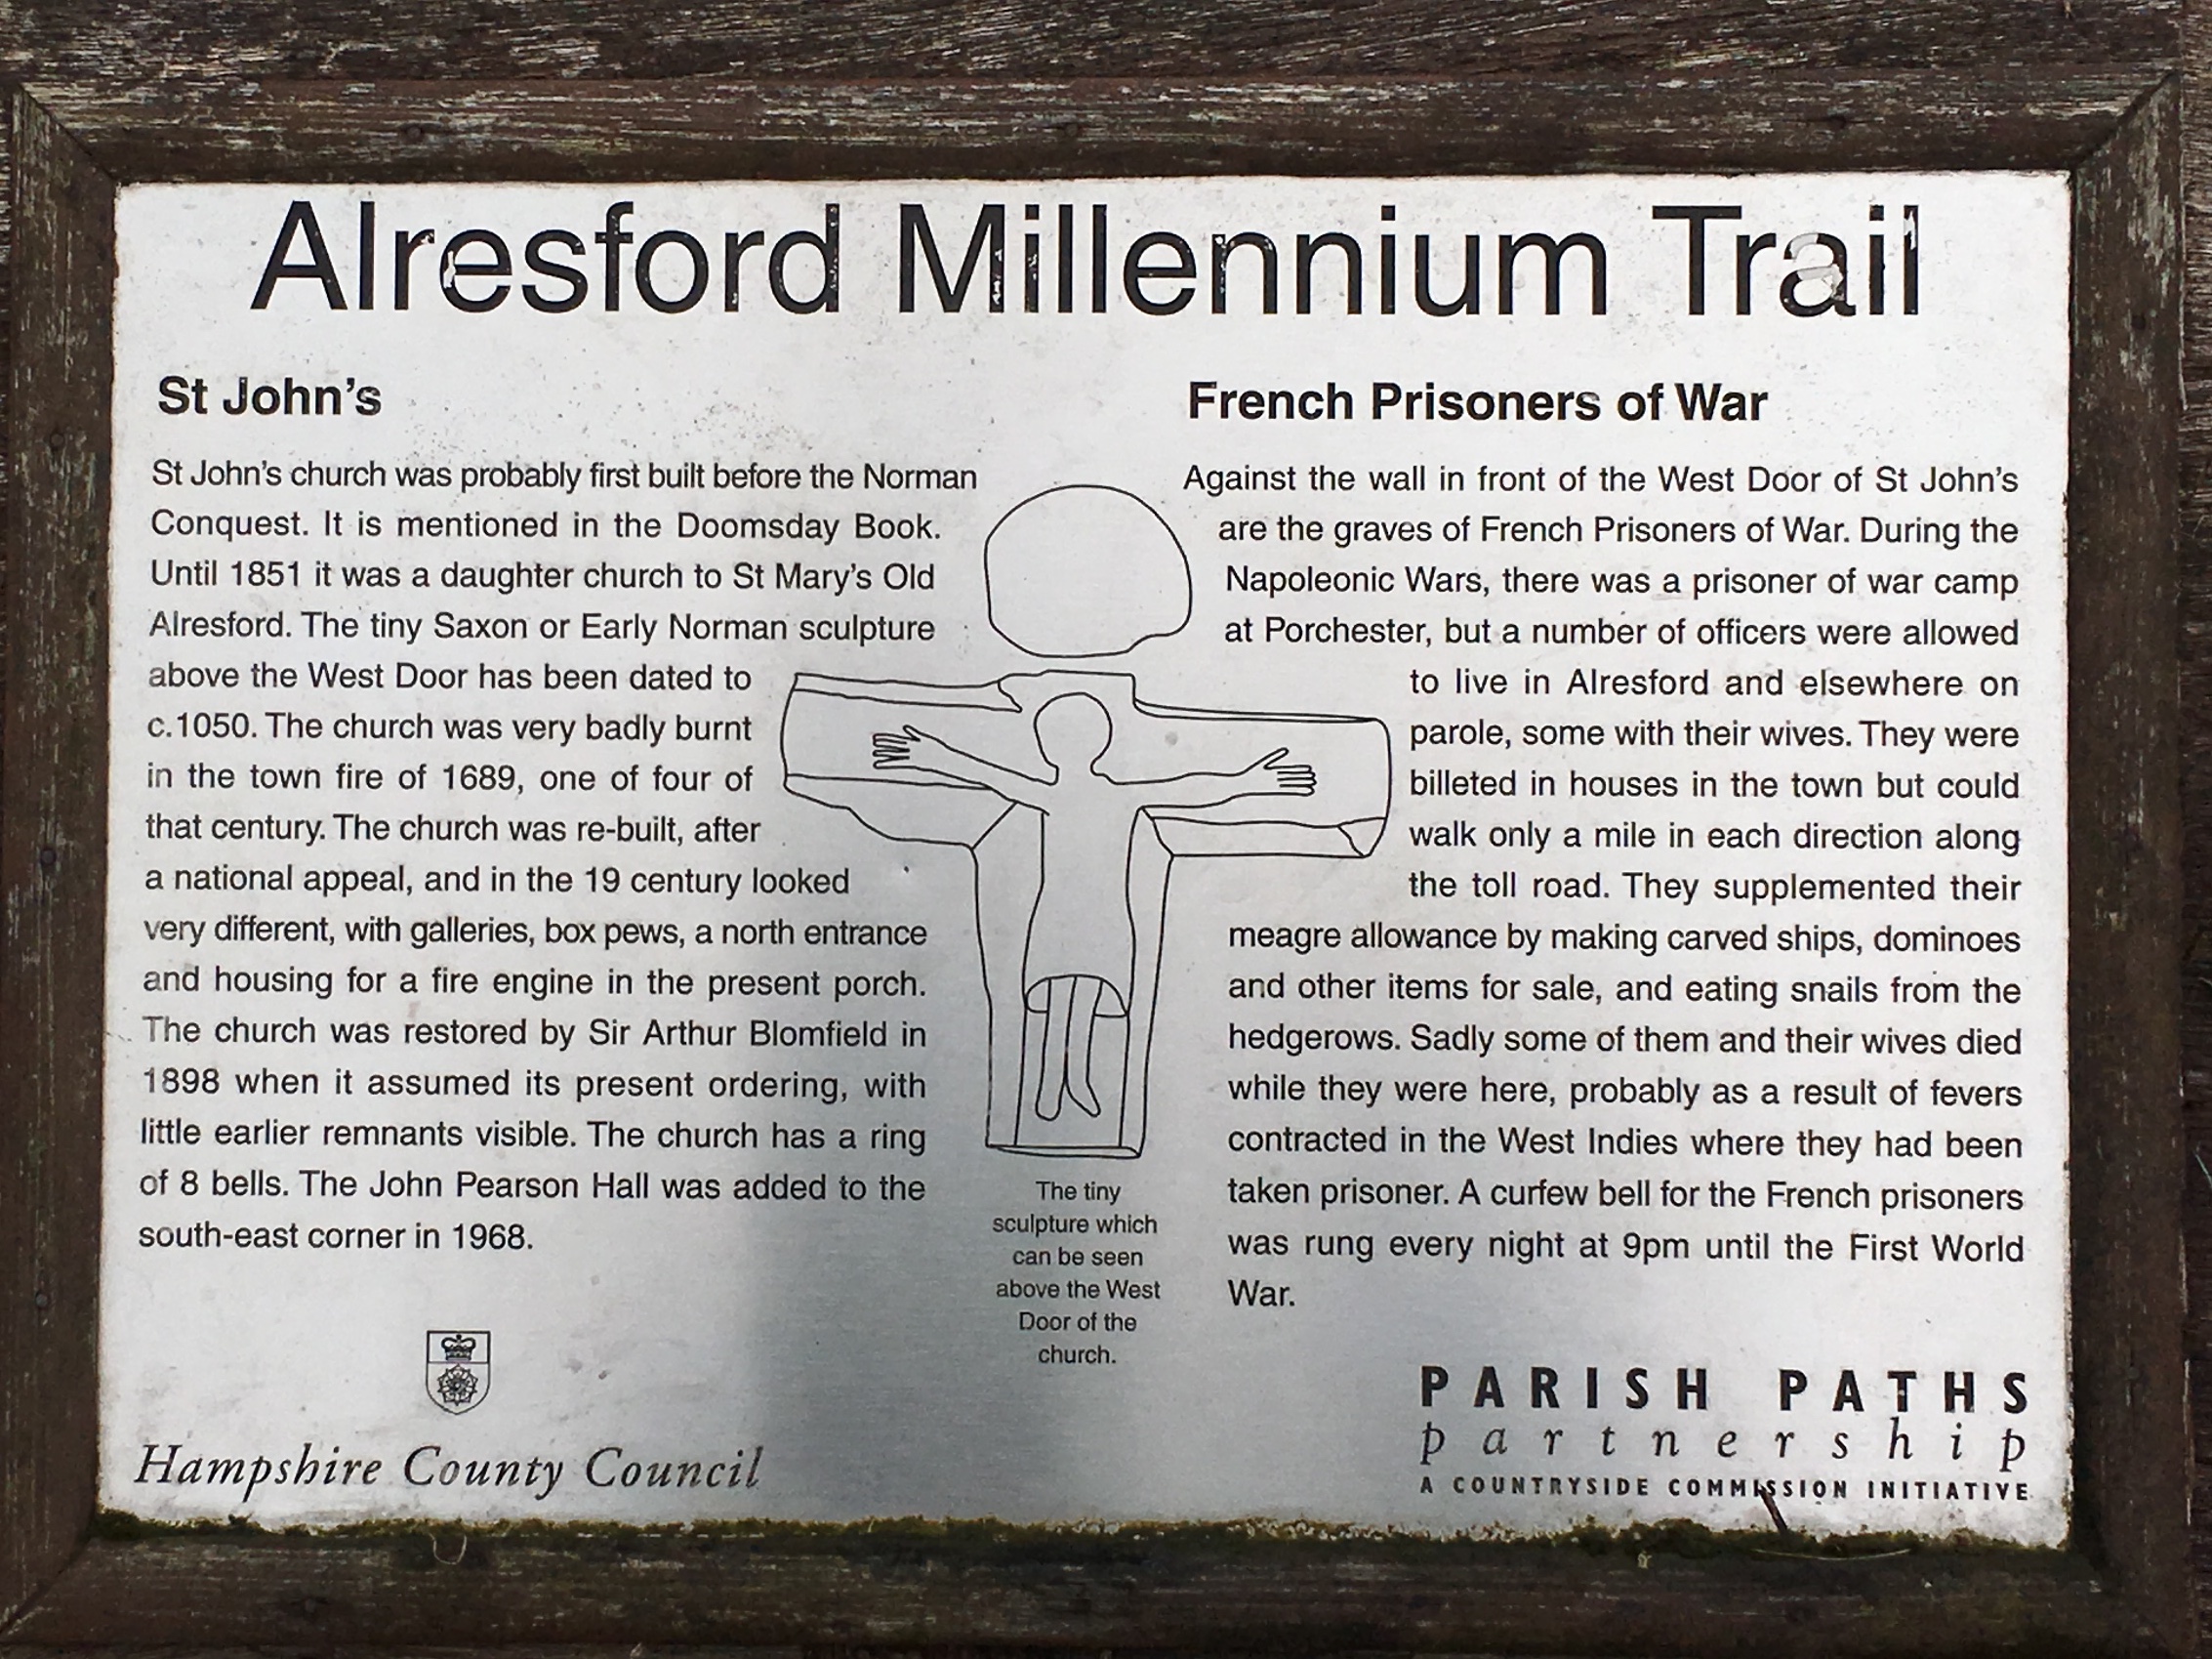 Alresford Millennium Trail
St John's
St John's church was probably first built before the Norman
Conquest. It is mentioned in the Doomsday Book.
Until 1851 it was a daughter church to St Mary's Old
Alresford. The tiny Saxon or Early Norman sculpture
above the West Door has been dated to
c.1050. The church was very badly burnt
in the town fire of 1689, one of four of
that century. The church was re-built, after
a national appeal, and in the 19 century looked
very different, with galleries, box pews, a north entrance
and housing for a fire engine in the present porch.
The church was restored by Sir Arthur Blomfield in
1898 when it assumed its present ordering, with
little earlier remnants visible. The church has a ring
of 8 bells. The John Pearson Hall was added to the
south-east corner in 1968.
The tiny
sculpture which
can be seen
above the West
Door of the
church.
French Prisoners of War
Against the wall in front of the West Door of St John's
are the graves of French Prisoners of War. During the
Napoleonic Wars, there was a prisoner of war camp
at Porchester, but a number of officers were allowed
to live in Alresford and elsewhere on
parole, some with their wives. They were
billeted in houses in the town but could
walk only a mile in each direction along
the toll road. They supplemented their
meagre allowance by making carved ships, dominoes
and other items for sale, and eating snails from the
hedgerows. Sadly some of them and their wives died
while they were here, probably as a result of fevers
contracted in the West Indies where they had been
taken prisoner. A curfew bell for the French prisoners
was rung every night at 9pm until the First World
War.
Hampshire County Council
PARISH PATHS
partnership
A COUNTRYSIDE COMMISSION INITIATIVE